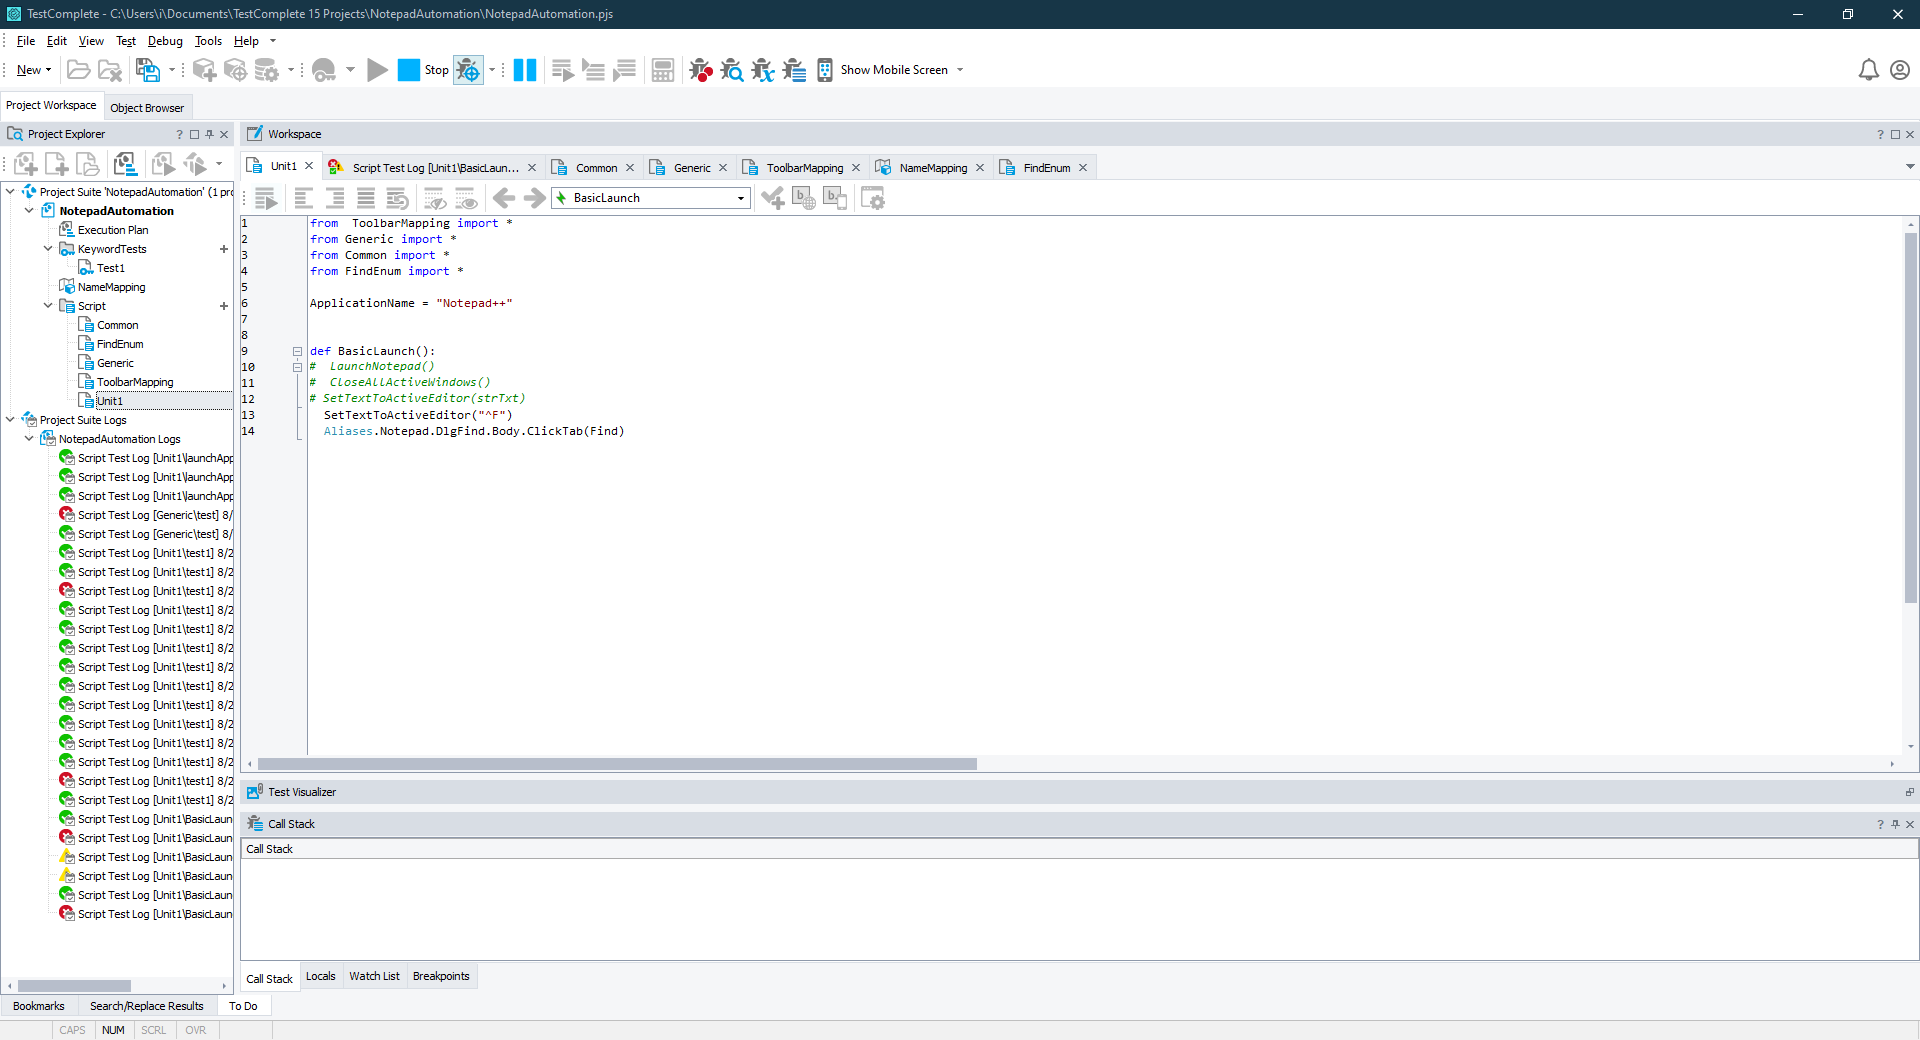 TestComplete - C:\Users\i\Documents\TestComplete 15 Projects\NotepadAutomation\NotepadAutomation.pjs
File Edit View Test Debug Tools Help
New Stop Show Mobile Screen
Project Workspace Object Browser
Project Explorer
Project Suite 'NotepadAutomation' (1 pr
NotepadAutomation
Execution Plan
KeywordTests
Test1
NameMapping
Script
Common
FindEnum
Generic
ToolbarMapping
Unit1
Project Suite Logs
NotepadAutomation Logs
Script Test Log [Unit1\launchApp
Script Test Log [Unit1\launchApp
Script Test Log [Unit1\launchApp
Script Test Log [Generic\test] 8/
Script Test Log [Generic\test] 8/
Script Test Log [Unit1\test1] 8/2
Script Test Log [Unit1\test1] 8/2
Script Test Log [Unit1\test1] 8/2
Script Test Log [Unit1\test1] 8/2
Script Test Log [Unit1\test1] 8/2
Script Test Log [Unit1\test1] 8/2
Script Test Log [Unit1\test1] 8/2
Script Test Log [Unit1\test1] 8/2
Script Test Log [Unit1\test1] 8/2
Script Test Log [Unit1\test1] 8/2
Script Test Log [Unit1\test1] 8/2
Script Test Log [Unit1\test1] 8/2
Script Test Log [Unit1\test1] 8/2
Script Test Log [Unit1\test1] 8/2
Script Test Log [Unit1\BasicLaun
Script Test Log [Unit1\BasicLaun
Script Test Log [Unit1\BasicLaun
Script Test Log [Unit1\BasicLaun
Script Test Log [Unit1\BasicLaun
Script Test Log [Unit1\BasicLaun
Workspace
Unit1 Script Test Log [Unit1\BasicLaun... Common Generic ToolbarMapping NameMapping FindEnum
BasicLaunch
1 from  ToolbarMapping import *
2 from Generic import *
3 from Common import *
4 from FindEnum import *
5
6 ApplicationName = "Notepad++"
7
8
9 def BasicLaunch():
10 #  LaunchNotepad()
11 #  CloseAllActiveWindows()
12 # SetTextToActiveEditor(strTxt)
13 SetTextToActiveEditor("^F")
14 Aliases.Notepad.DlgFind.Body.ClickTab(Find)
Test Visualizer
Call Stack
Call Stack
Call Stack Locals Watch List Breakpoints
Bookmarks Search/Replace Results To Do
CAPS NUM SCRL OVR